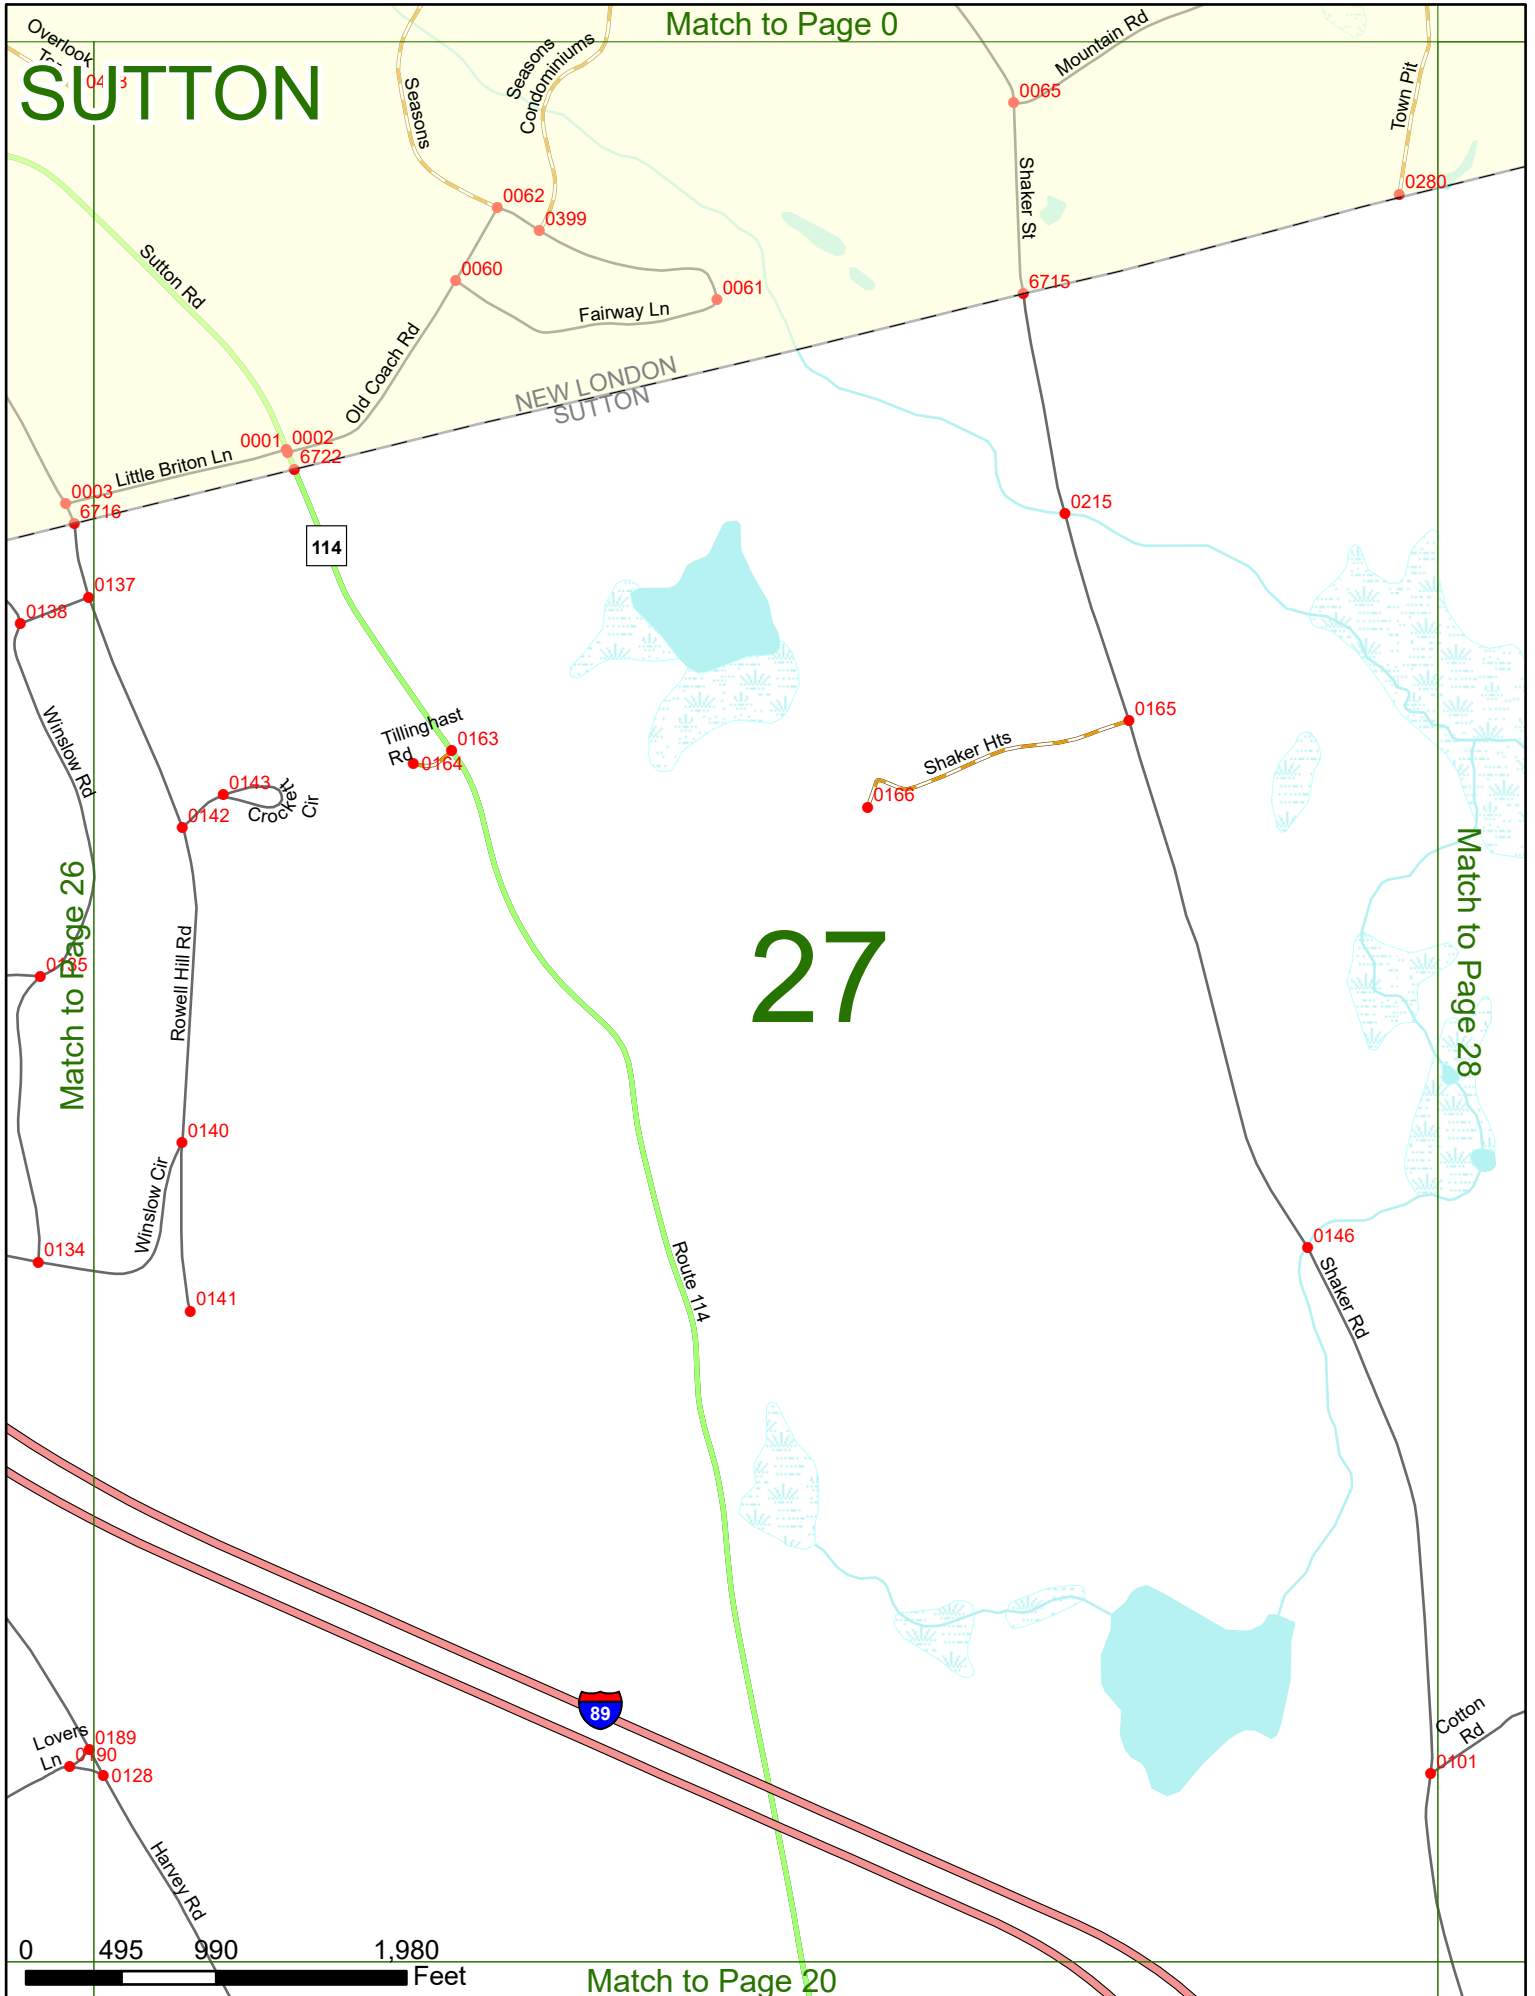 Match to Page 0
SUTTON
Overlook
Seasons
Seasons
Condominiums
Mountain Rd
0065
Town Pit
Shaker St
0280
0062
0399
Sutton Rd
0060
0061
Fairway Ln
6715
Old Coach Rd
NEW LONDON
SUTTON
0001
0002
Little Briton Ln
6722
0003
6716
0215
114
0137
0138
Winslow Rd
Tillinghast
Rd
0163
0164
0165
Shaker Hts
0166
0143
Crockett
Cir
0142
Match to Page 26
Match to Page 28
27
0135
Rowell Hill Rd
0140
Winslow Cir
0134
0141
Route 114
0146
Shaker Rd
89
Lovers
Ln
0189
0190
0128
Cotton
Rd
0101
Harvey Rd
0 495 990 1,980
Feet
Match to Page 20